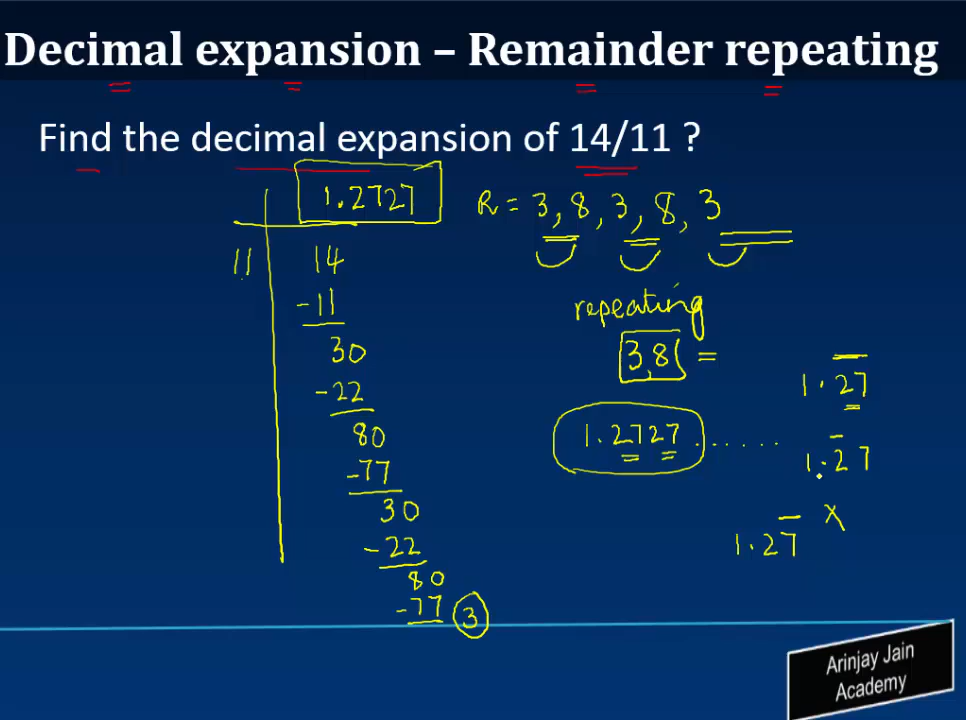 Decimal expansion – Remainder repeating
Find the decimal expansion of 14/11 ?
1.2727
R = 3, 8, 3, 8, 3
11
14
-11
30
-22
80
-77
30
-22
80
-77
3
repeating
3,8 =
1.2727 ......
1.27
1.27
1.27
X
Arinjay Jain
Academy